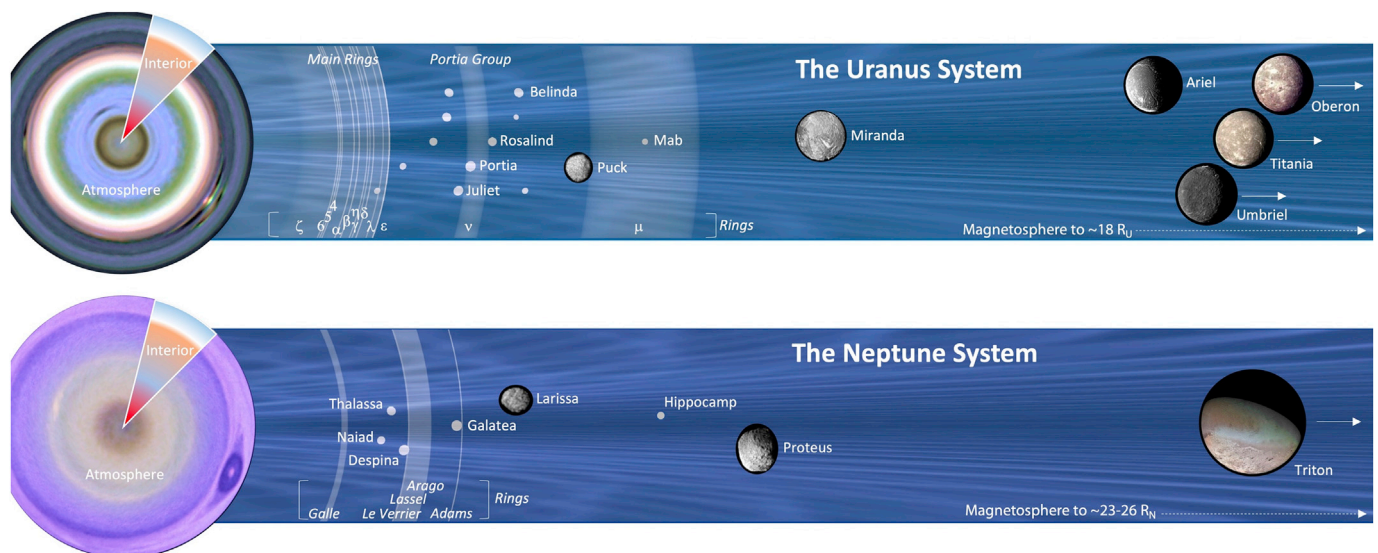 The Uranus System
Interior
Atmosphere
Main Rings
Portia Group
Belinda
Rosalind
Portia
Juliet
Puck
Mab
Miranda
Ariel
Oberon
Titania
Umbriel
ζ 6 5 4 α β η γ δ λ ε ν μ Rings
Magnetosphere to ~18 R_U
The Neptune System
Interior
Atmosphere
Thalassa
Naiad
Despina
Larissa
Galatea
Hippocamp
Proteus
Triton
Arago
Lassel
Galle Le Verrier Adams Rings
Magnetosphere to ~23-26 R_N